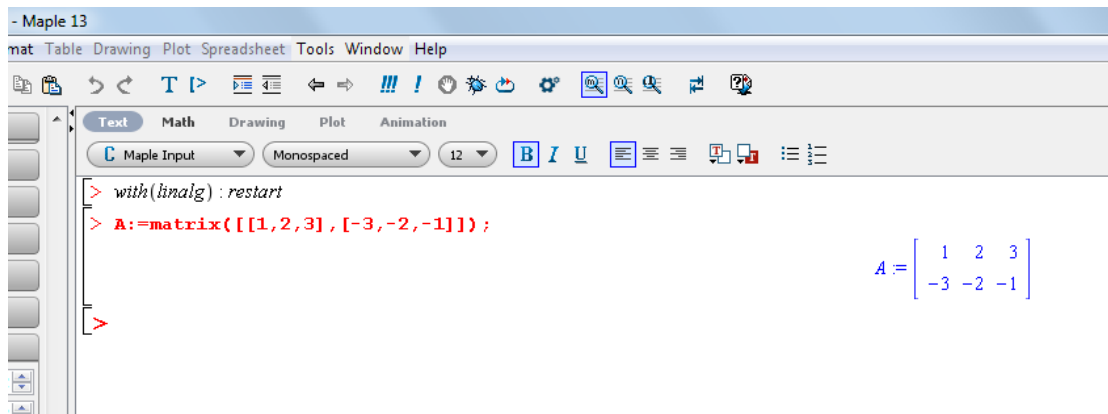 - Maple 13
mat Table Drawing Plot Spreadsheet Tools Window Help
Text Math Drawing Plot Animation
C Maple Input Monospaced 12 B I U
> with(linalg) : restart
> A:=matrix([[1,2,3],[-3,-2,-1]]);
A := [ 1 2 3
-3 -2 -1 ]
>